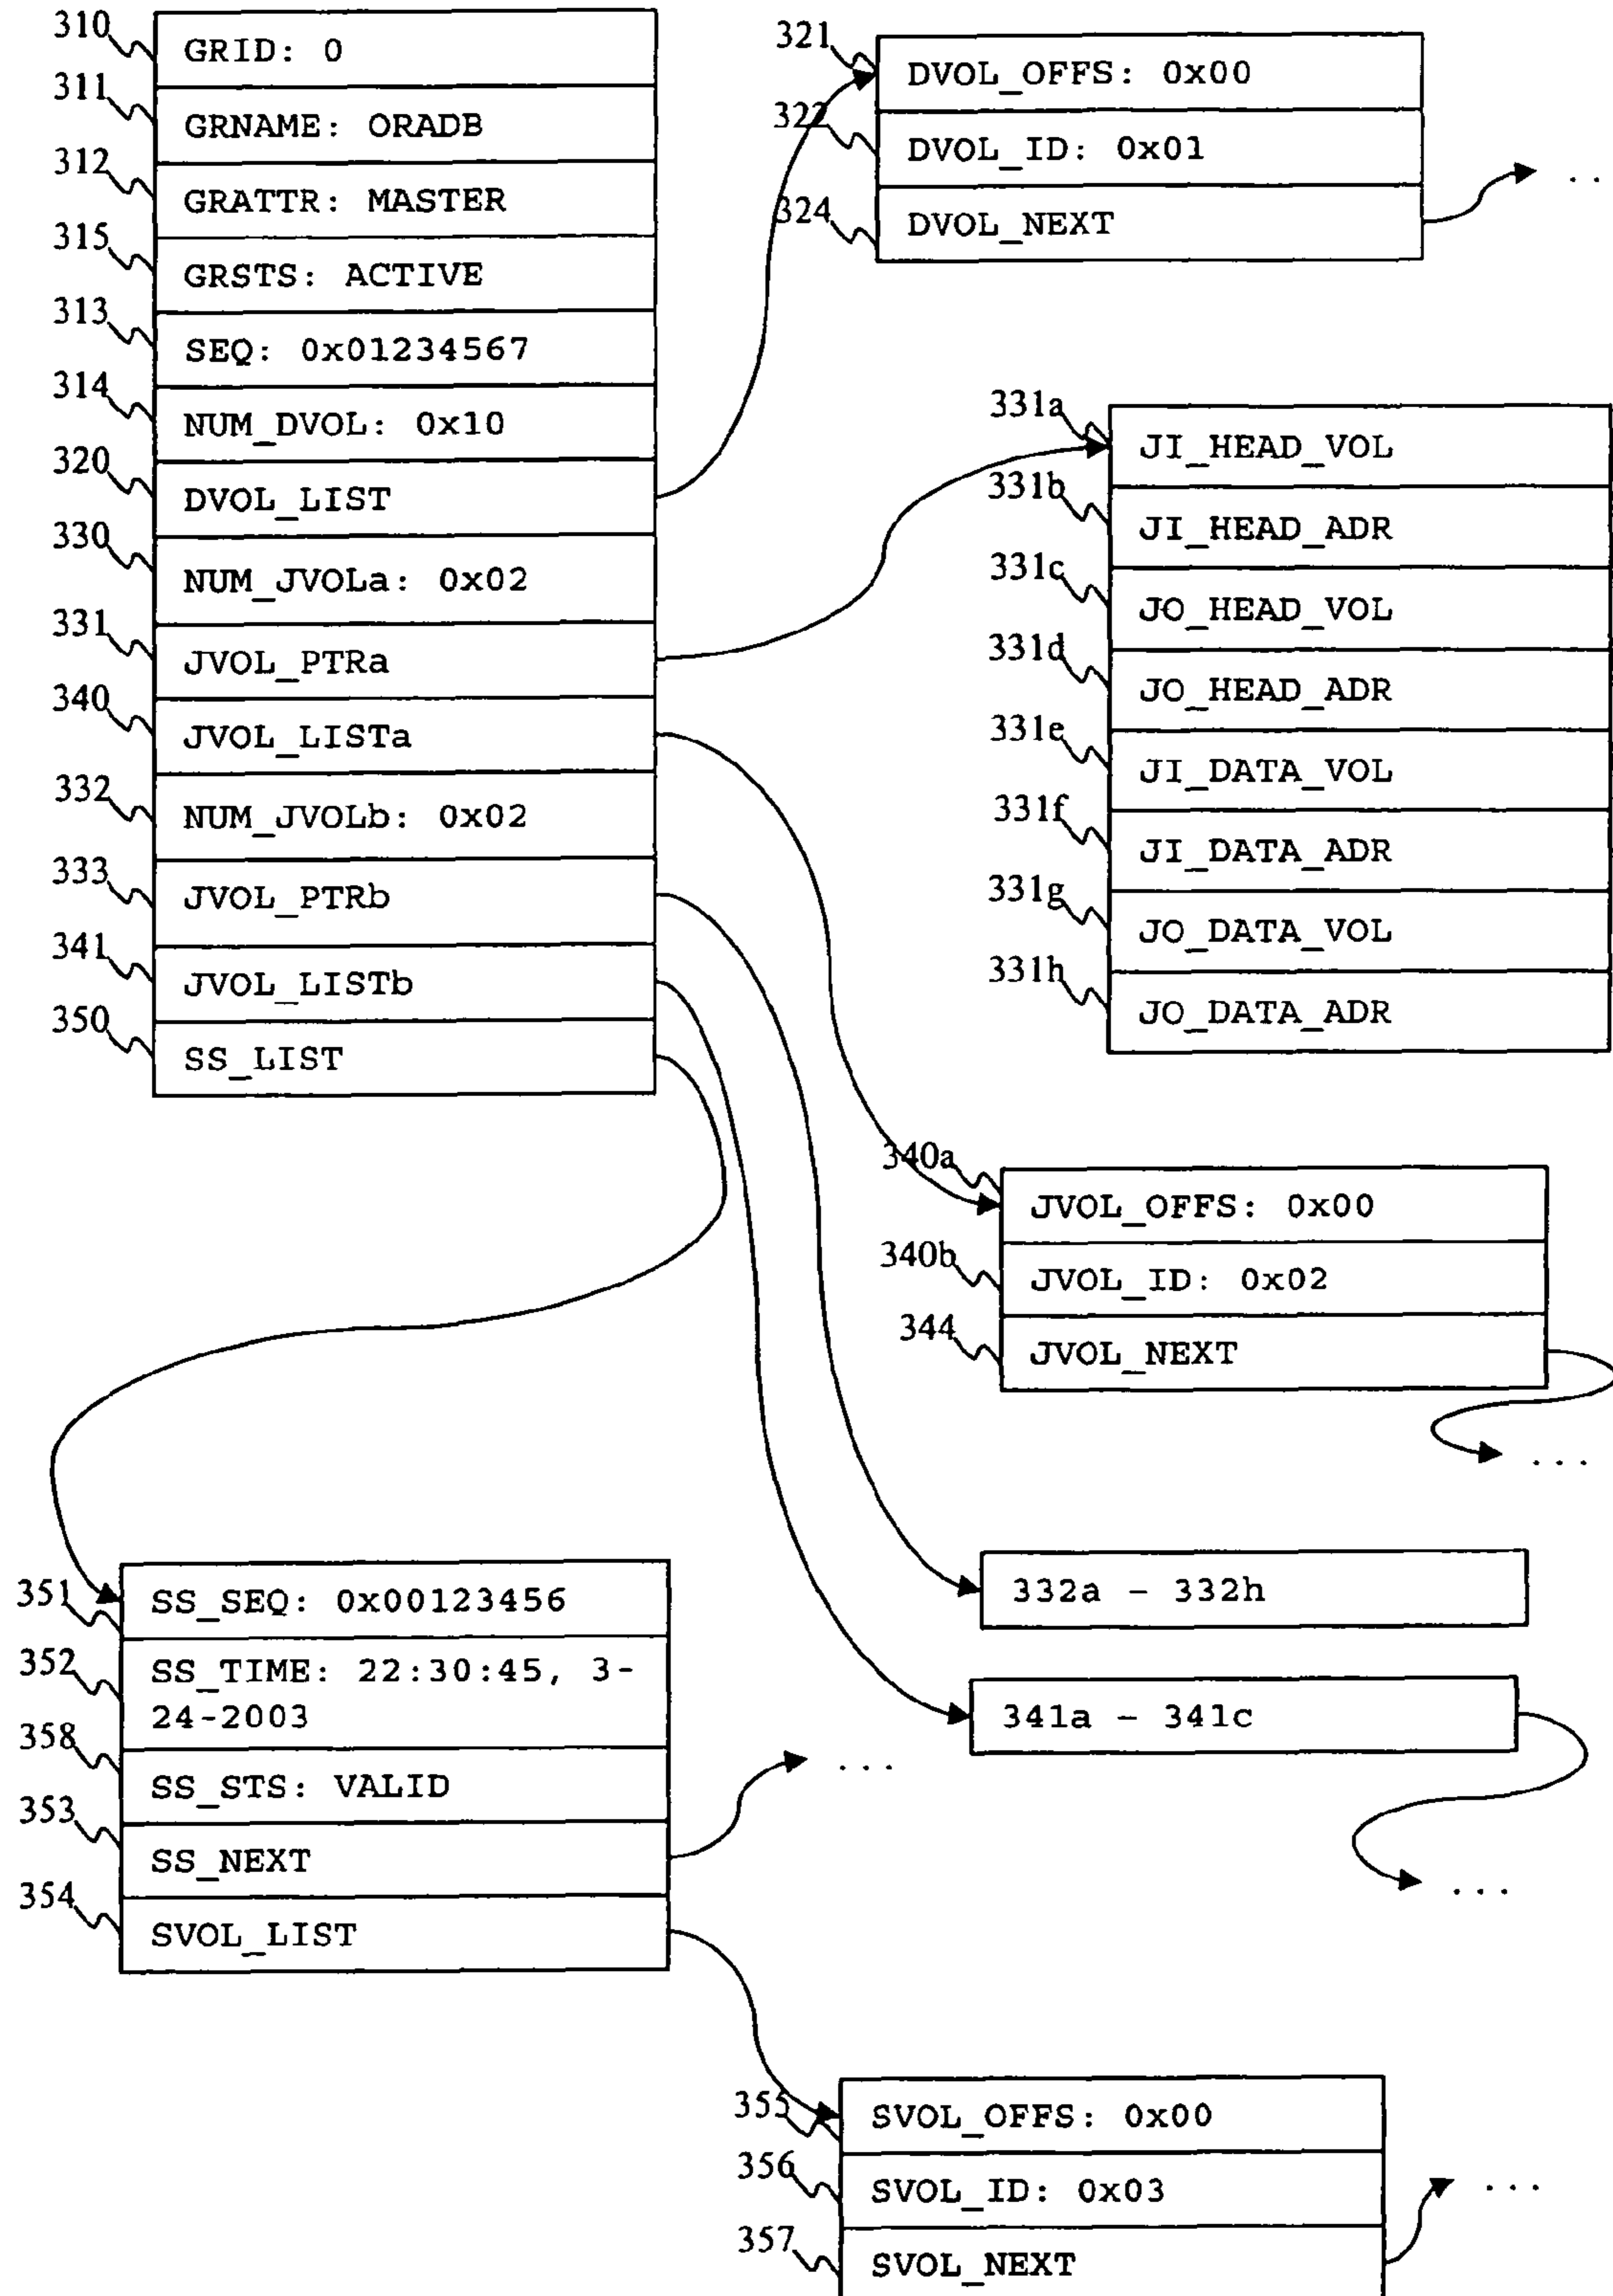 310
GRID: 0
311
GRNAME: ORADB
312
GRATTR: MASTER
315
GRSTS: ACTIVE
313
SEQ: 0x01234567
314
NUM_DVOL: 0x10
320
DVOL_LIST
330
NUM_JVOLa: 0x02
331
JVOL_PTRa
340
JVOL_LISTa
332
NUM_JVOLb: 0x02
333
JVOL_PTRb
341
JVOL_LISTb
350
SS_LIST
321
DVOL_OFFS: 0x00
322
DVOL_ID: 0x01
324
DVOL_NEXT
..
331a
JI_HEAD_VOL
331b
JI_HEAD_ADR
331c
JO_HEAD_VOL
331d
JO_HEAD_ADR
331e
JI_DATA_VOL
331f
JI_DATA_ADR
331g
JO_DATA_VOL
331h
JO_DATA_ADR
340a
JVOL_OFFS: 0x00
340b
JVOL_ID: 0x02
344
JVOL_NEXT
...
332a - 332h
341a - 341c
...
351
SS_SEQ: 0x00123456
352
SS_TIME: 22:30:45, 3-
24-2003
358
SS_STS: VALID
353
SS_NEXT
...
354
SVOL_LIST
355
SVOL_OFFS: 0x00
356
SVOL_ID: 0x03
...
357
SVOL_NEXT